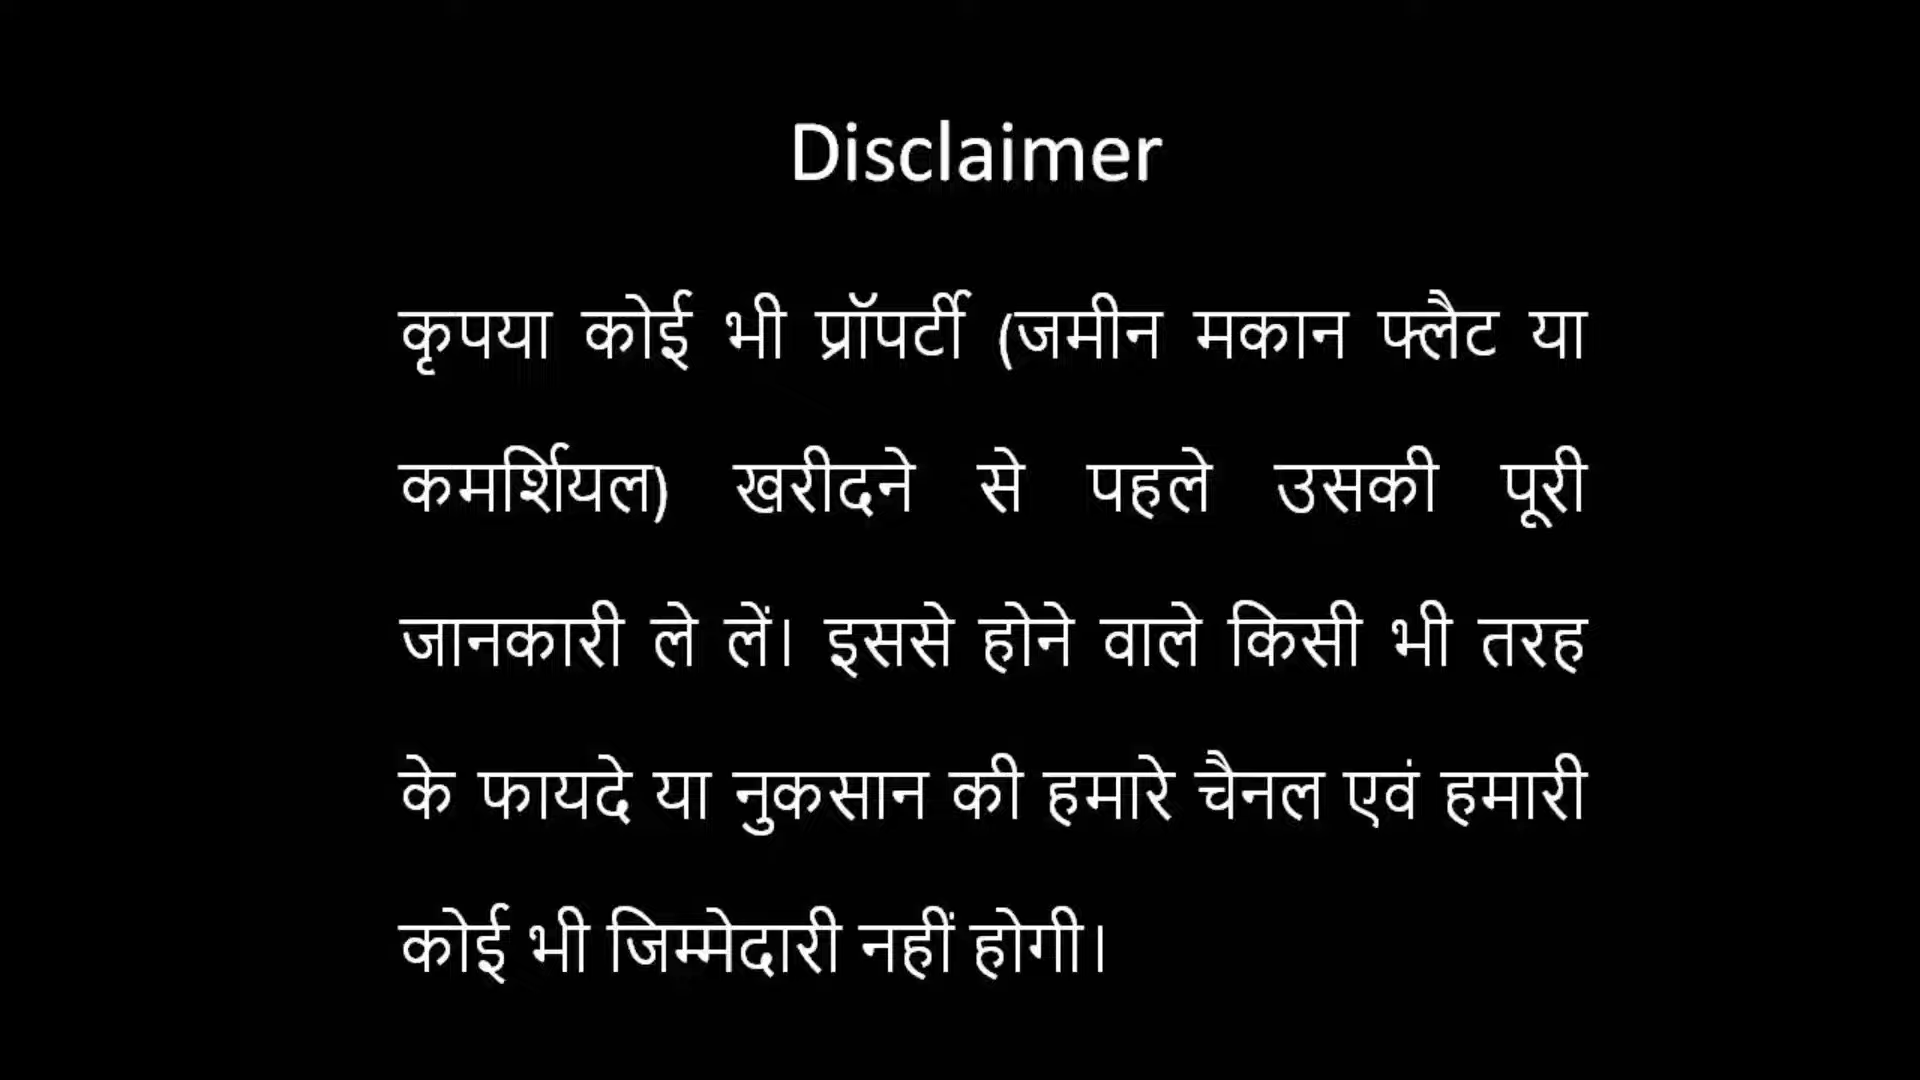 Disclaimer
कृपया कोई भी प्रॉपर्टी (जमीन मकान फ्लैट या
कमर्शियल) खरीदने से पहले उसकी पूरी
जानकारी ले लें। इससे होने वाले किसी भी तरह
के फायदे या नुकसान की हमारे चैनल एवं हमारी
कोई भी जिम्मेदारी नहीं होगी।